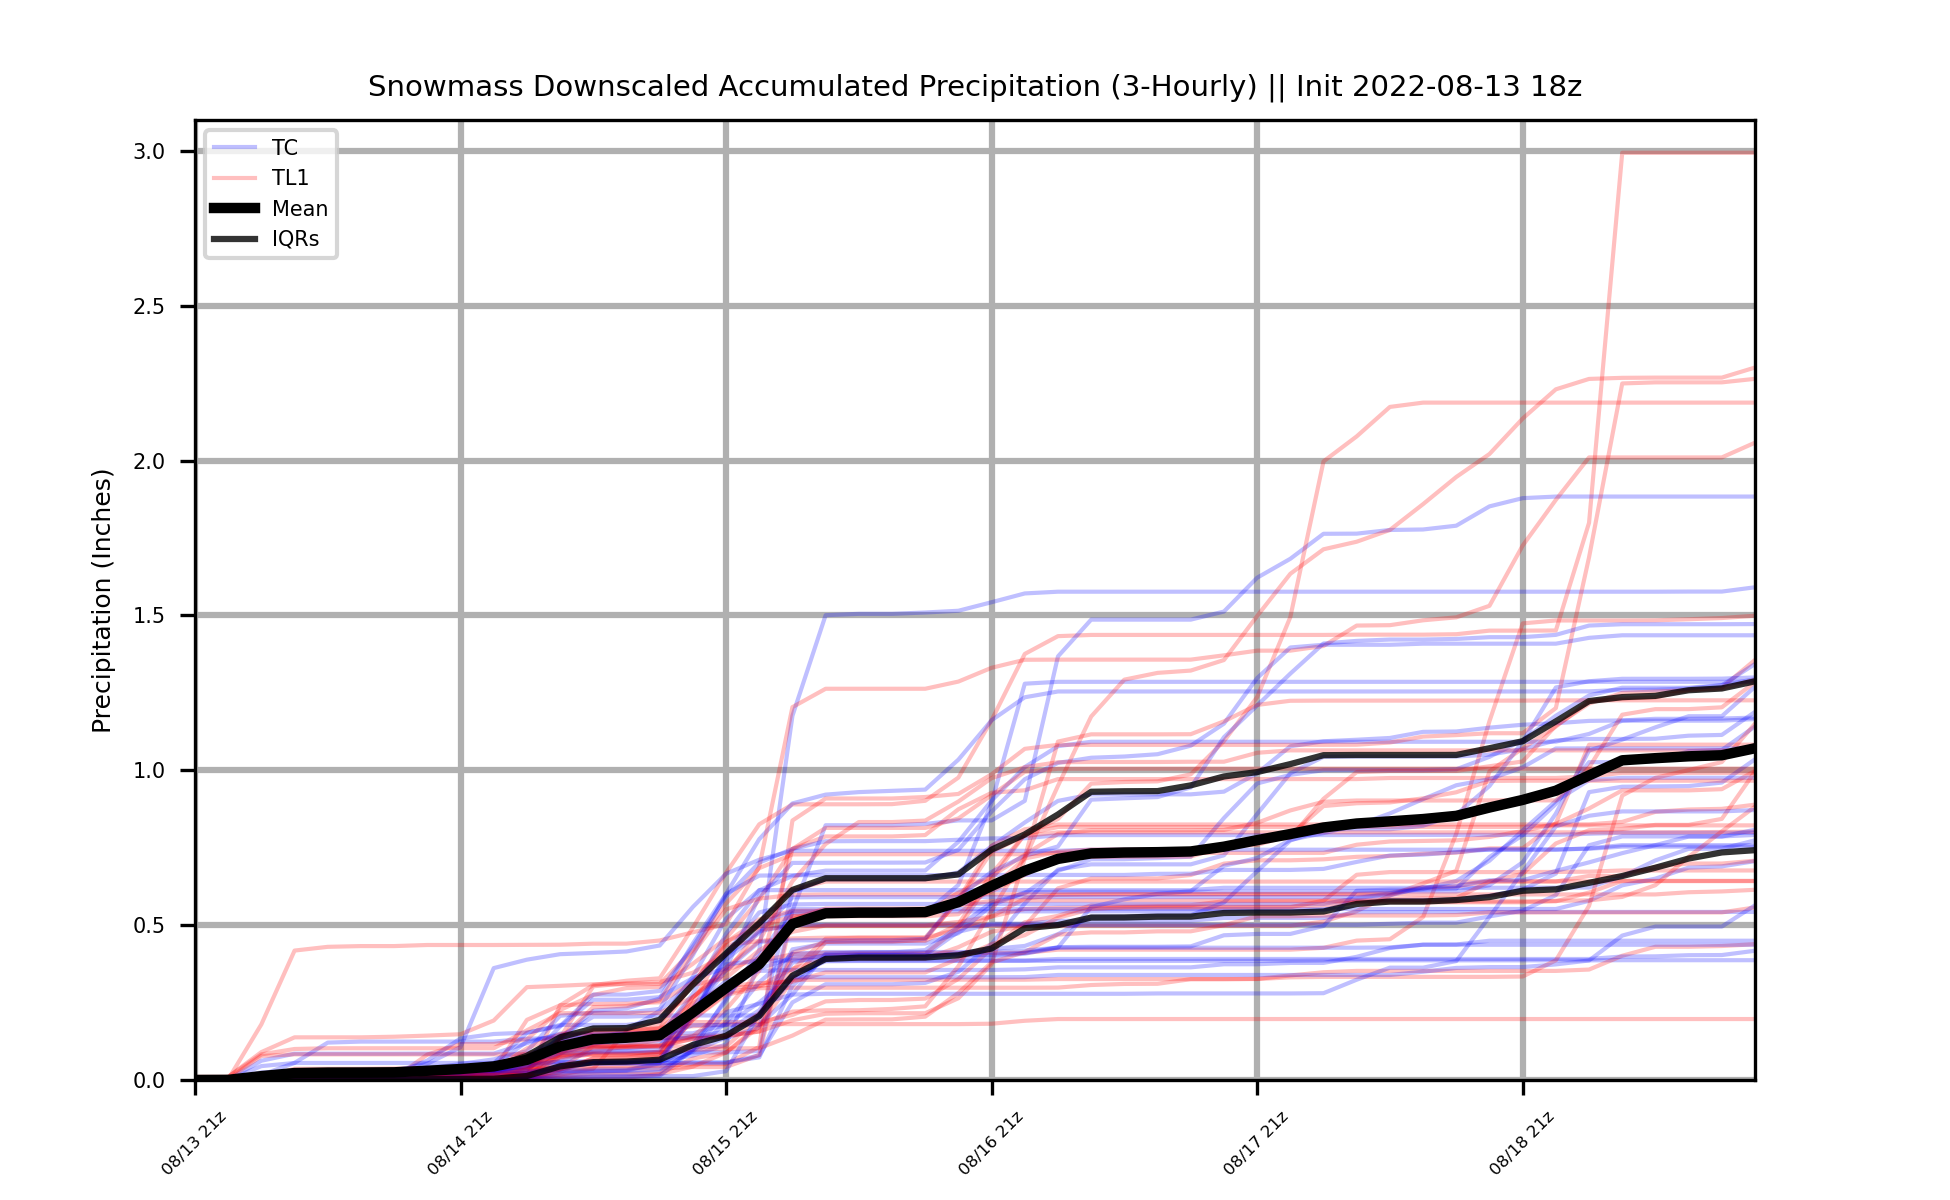 Snowmass Downscaled Accumulated Precipitation (3-Hourly) || Init 2022-08-13 18z
TC
TL1
Mean
IQRs
Precipitation (Inches)
3.0
2.5
2.0
1.5
1.0
0.5
0.0
08/13 21z
08/14 21z
08/15 21z
08/16 21z
08/17 21z
08/18 21z